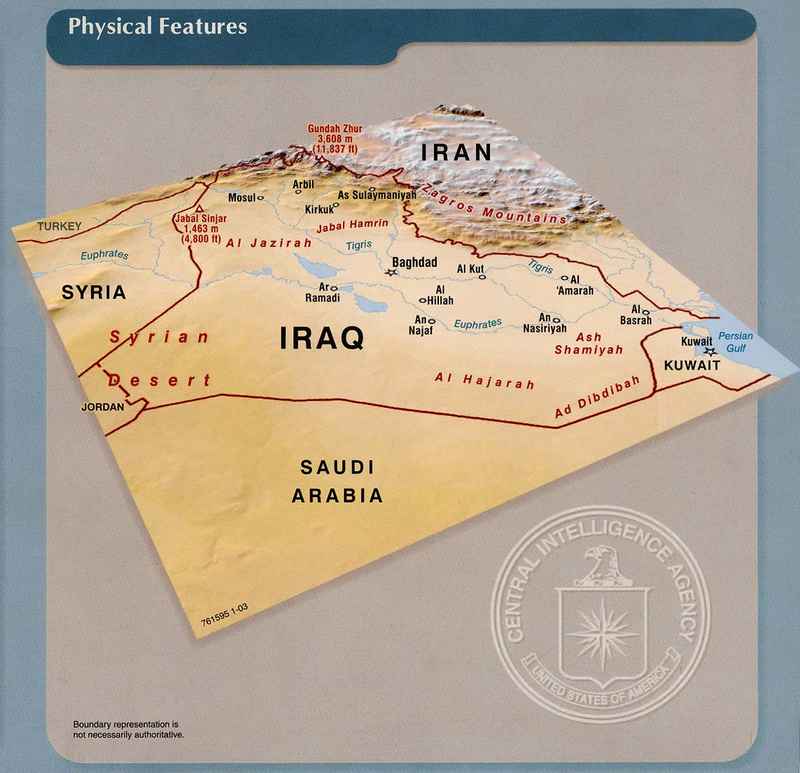 Physical Features
Gundah Zhur
3,608 m
(11,837 ft)
IRAN
Zagros Mountains
Arbil
Mosul
As Sulaymaniyah
Kirkuk
Jabal Sinjar
1,463 m
(4,800 ft)
TURKEY
Jabal Hamrin
Al Jazirah
Tigris
Euphrates
Baghdad
Al Kut
Tigris
SYRIA
Ar
Ramadi
Al
Hillah
Al
'Amarah
An
Najaf
Euphrates
An
Nasiriyah
Al
Basrah
IRAQ
Syrian
Desert
Ash
Shamiyah
Kuwait
Persian
Gulf
KUWAIT
Al Hajarah
Ad Dibdibah
JORDAN
SAUDI
ARABIA
761595 1-03
CENTRAL INTELLIGENCE AGENCY
UNITED STATES OF AMERICA
Boundary representation is
not necessarily authoritative.